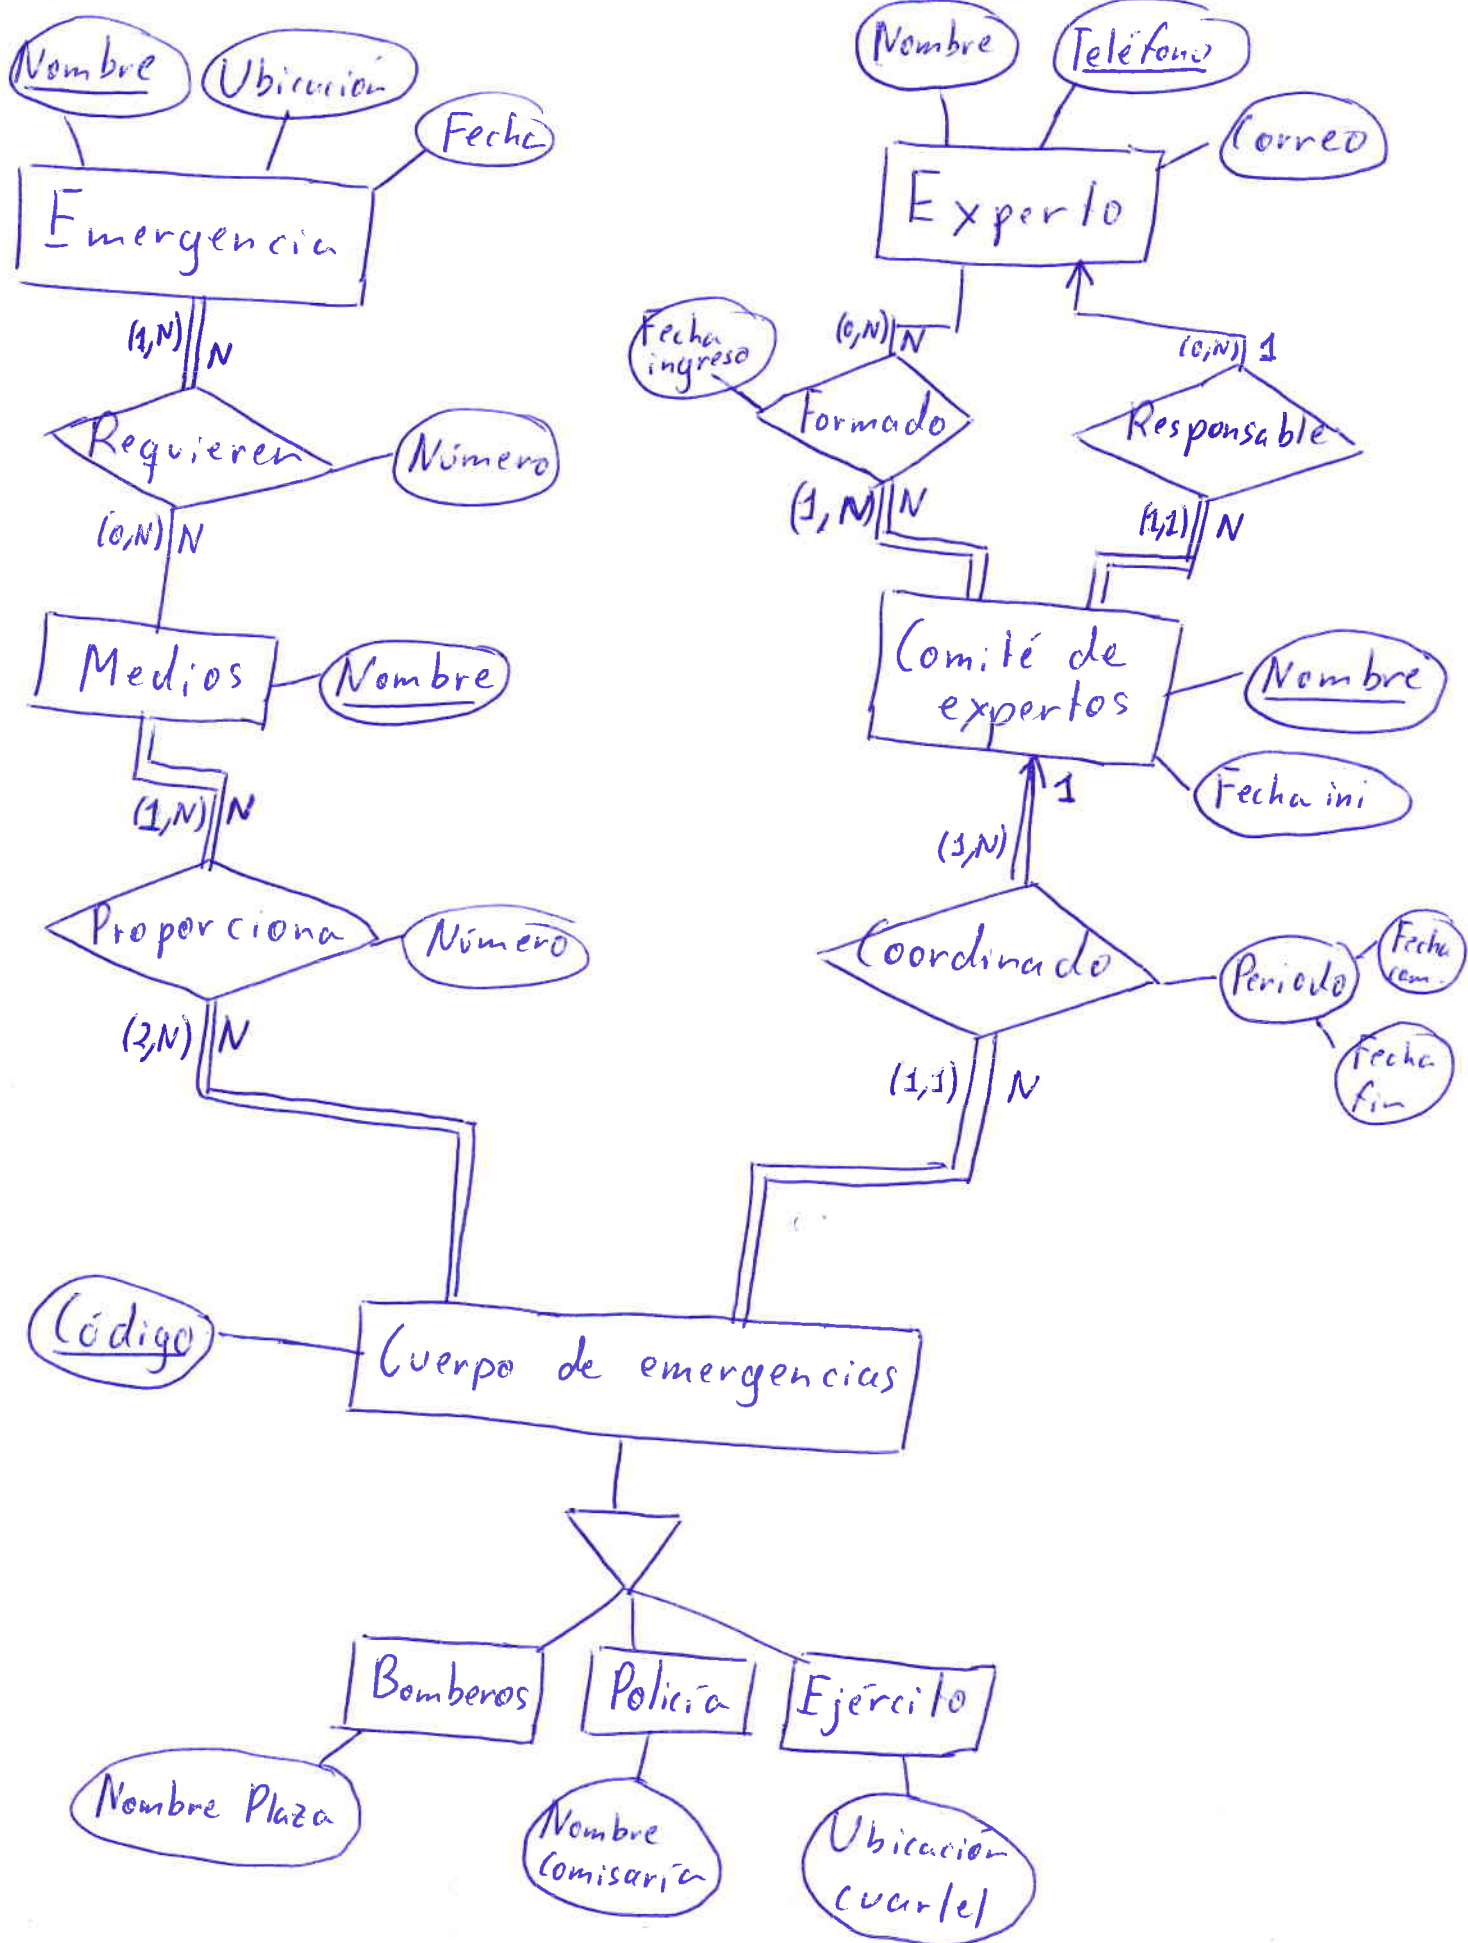 Nombre
Ubicación
Fecha
Emergencia
(1,N)
N
Requieren
Número
(0,N)
N
Medios
Nombre
(1,N)
N
Proporciona
Número
(2,N)
N
Nombre
Teléfono
Correo
Experto
Fecha
ingreso
(0,N)
N
Formado
(1,N)
N
(0,N)
1
Responsable
(1,1)
N
Comité de
expertos
Nombre
Fecha ini
1
(1,N)
Coordinado
Periodo
Fecha
com.
Fecha
fin
(1,1)
N
Código
Cuerpo de emergencias
Bomberos
Policía
Ejército
Nombre Plaza
Nombre
Comisaría
Ubicación
cuartel